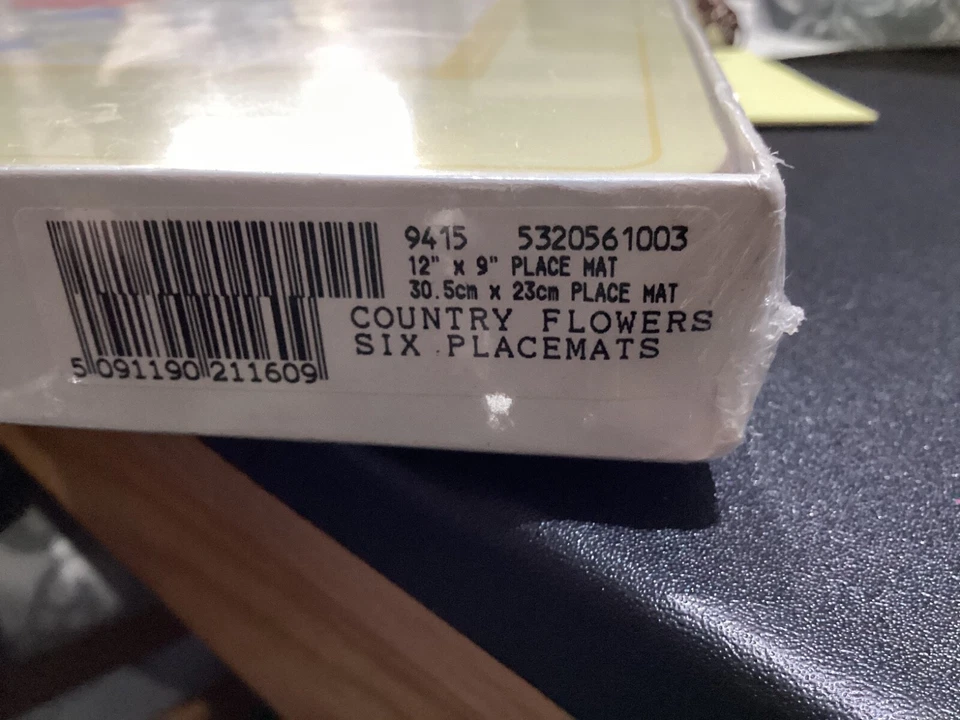 9415 5320561003
12" x 9" PLACE MAT
30.5cm x 23cm PLACE MAT
COUNTRY FLOWERS
SIX PLACEMATS
5 091190 211609